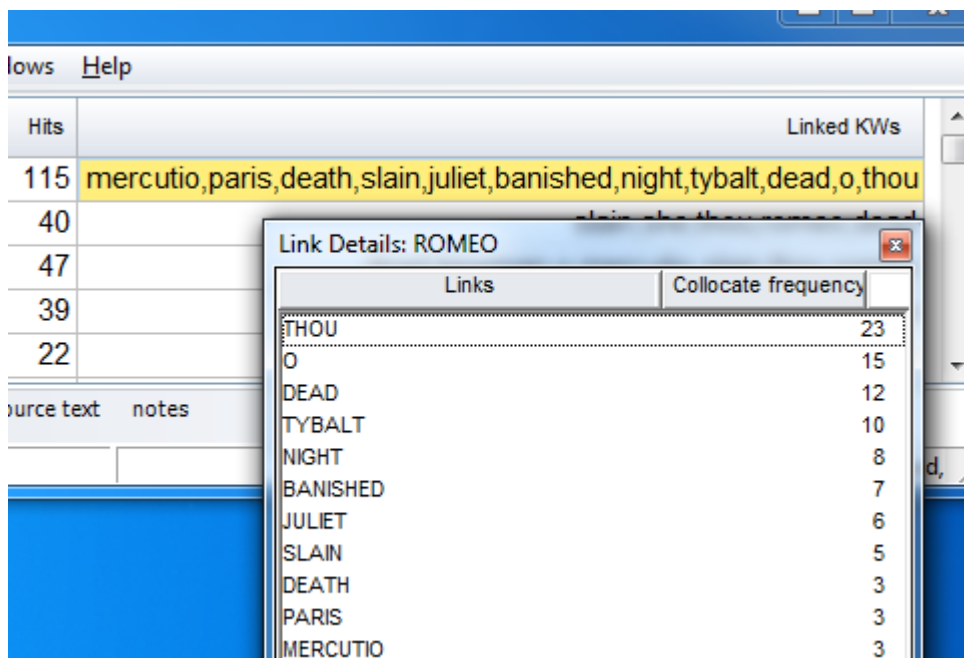 Help
Hits Linked KWs
115 mercutio,paris,death,slain,juliet,banished,night,tybalt,dead,o,thou
40
47
39
22
text notes
Link Details: ROMEO
Links Collocate frequency
THOU 23
O 15
DEAD 12
TYBALT 10
NIGHT 8
BANISHED 7
JULIET 6
SLAIN 5
DEATH 3
PARIS 3
MERCUTIO 3
d,